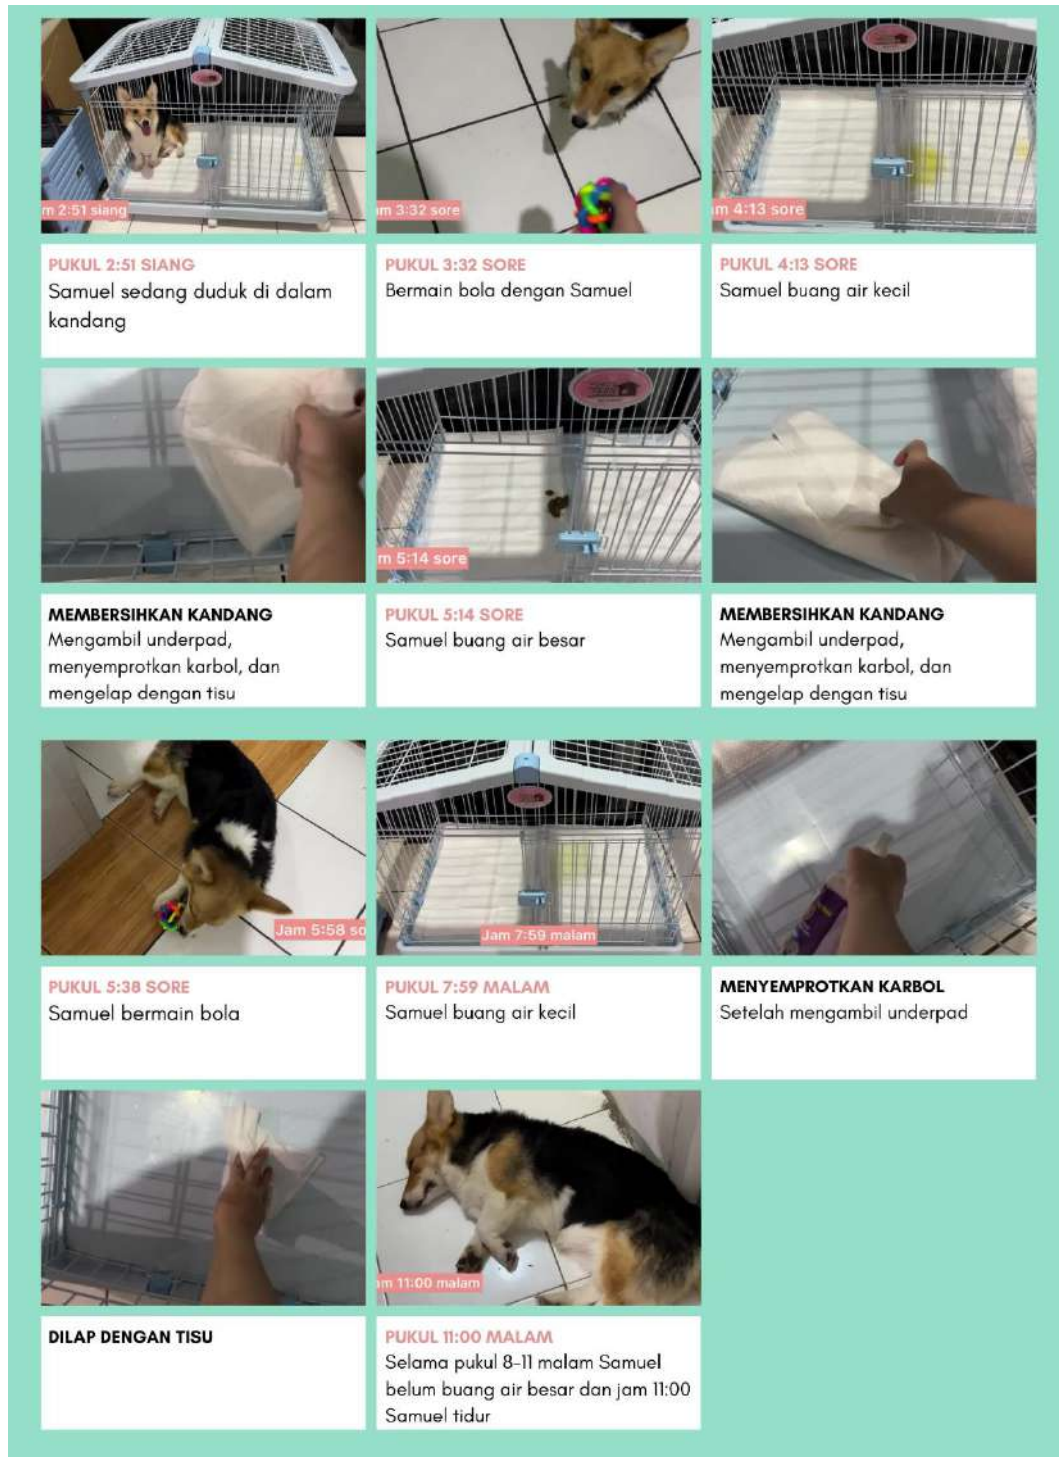 m 2:51 siang
m 3:32 sore
m 4:13 sore
PUKUL 2:51 SIANG
Samuel sedang duduk di dalam
kandang
PUKUL 3:32 SORE
Bermain bola dengan Samuel
PUKUL 4:13 SORE
Samuel buang air kecil
m 5:14 sore
MEMBERSIHKAN KANDANG
Mengambil underpad,
menyemprotkan karbol, dan
mengelap dengan tisu
PUKUL 5:14 SORE
Samuel buang air besar
MEMBERSIHKAN KANDANG
Mengambil underpad,
menyemprotkan karbol, dan
mengelap dengan tisu
Jam 5:58 so
Jam 7:59 malam
PUKUL 5:38 SORE
Samuel bermain bola
PUKUL 7:59 MALAM
Samuel buang air kecil
MENYEMPROTKAN KARBOL
Setelah mengambil underpad
m 11:00 malam
DILAP DENGAN TISU
PUKUL 11:00 MALAM
Selama pukul 8-11 malam Samuel
belum buang air besar dan jam 11:00
Samuel tidur